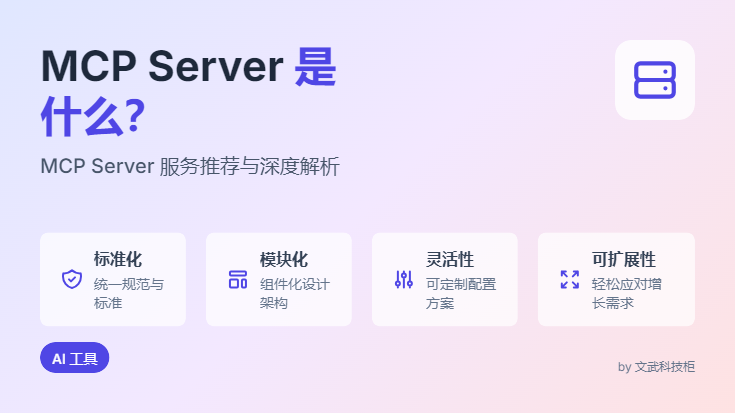 MCP Server 是
什么?
MCP Server 服务推荐与深度解析
标准化
统一规范与
标准
模块化
组件化设计
架构
灵活性
可定制配置
方案
可扩展性
轻松应对增
长需求
AI 工具
by 文武科技柜